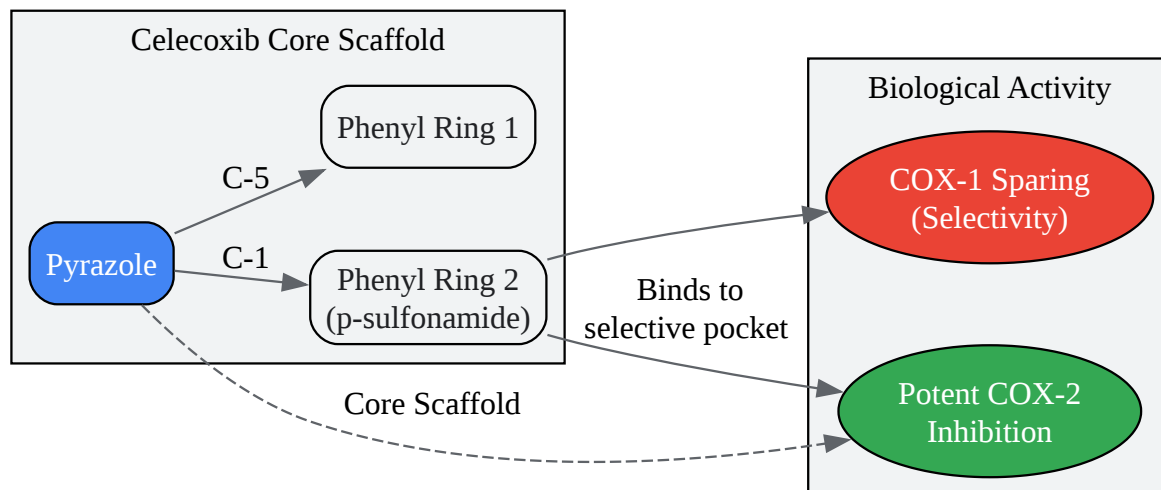 Celecoxib Core Scaffold
Phenyl Ring 1
C-5
Pyrazole
C-1
Phenyl Ring 2
(p-sulfonamide)
Core Scaffold
Binds to
selective pocket
Biological Activity
COX-1 Sparing
(Selectivity)
Potent COX-2
Inhibition